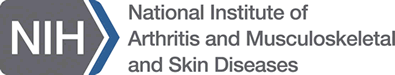 NIH
National Institute of
Arthritis and Musculoskeletal
and Skin Diseases